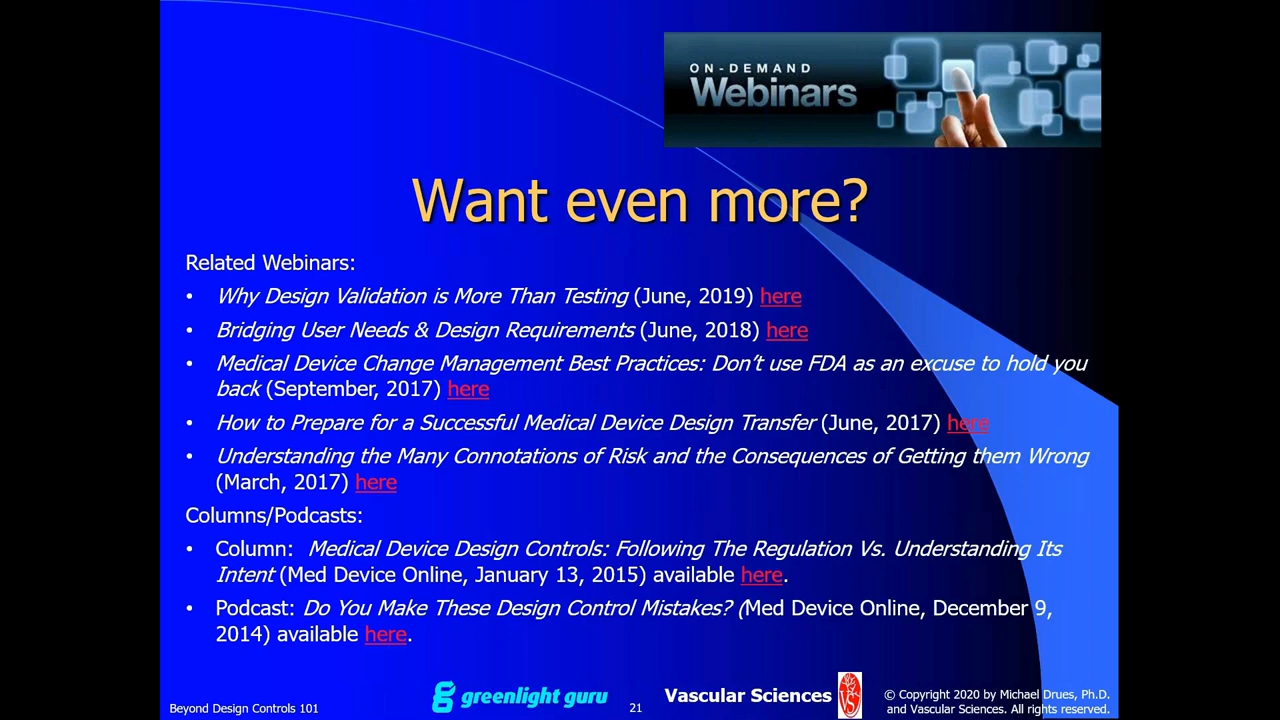 ON-DEMAND
Webinars
Want even more?
Related Webinars:
• Why Design Validation is More Than Testing (June, 2019) here
• Bridging User Needs & Design Requirements (June, 2018) here
• Medical Device Change Management Best Practices: Don’t use FDA as an excuse to hold you
back (September, 2017) here
• How to Prepare for a Successful Medical Device Design Transfer (June, 2017) here
• Understanding the Many Connotations of Risk and the Consequences of Getting them Wrong
(March, 2017) here
Columns/Podcasts:
• Column: Medical Device Design Controls: Following The Regulation Vs. Understanding Its
Intent (Med Device Online, January 13, 2015) available here.
• Podcast: Do You Make These Design Control Mistakes? (Med Device Online, December 9,
2014) available here.
Beyond Design Controls 101
greenlight guru
21
Vascular Sciences
VS
© Copyright 2020 by Michael Drues, Ph.D.
and Vascular Sciences. All rights reserved.